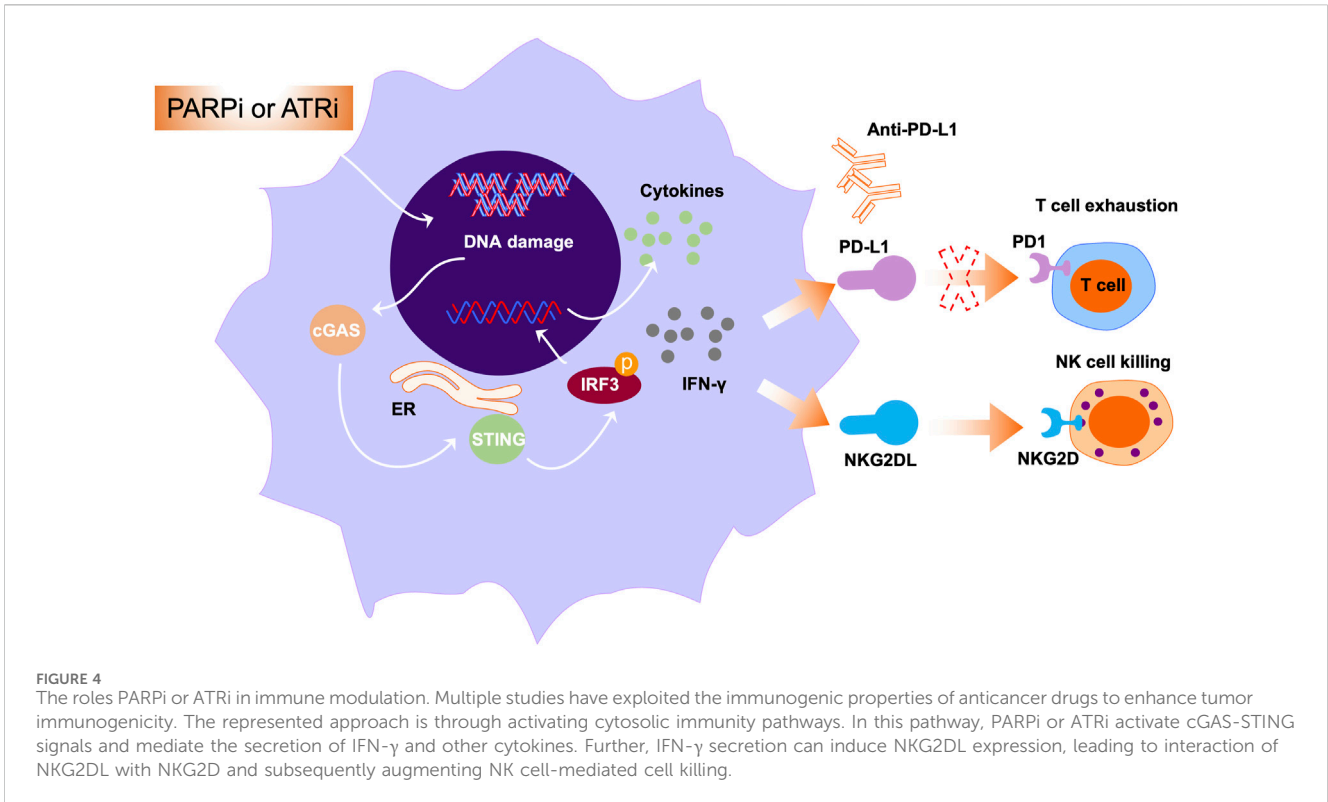 PARPi or ATRi
Anti-PD-L1
Cytokines
T cell exhaustion
DNA damage
PD-L1
PD1
T cell
cGAS
P
IRF3
IFN-γ
NK cell killing
ER
STING
NKG2DL
NKG2D
FIGURE 4
The roles PARPi or ATRi in immune modulation. Multiple studies have exploited the immunogenic properties of anticancer drugs to enhance tumor
immunogenicity. The represented approach is through activating cytosolic immunity pathways. In this pathway, PARPi or ATRi activate cGAS-STING
signals and mediate the secretion of IFN-γ and other cytokines. Further, IFN-γ secretion can induce NKG2DL expression, leading to interaction of
NKG2DL with NKG2D and subsequently augmenting NK cell-mediated cell killing.